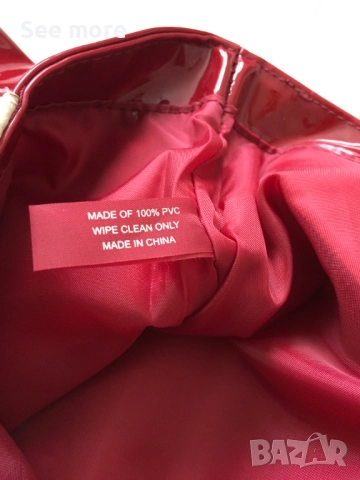 See more
MADE OF 100% PVC
WIPE CLEAN ONLY
MADE IN CHINA
BAZAR